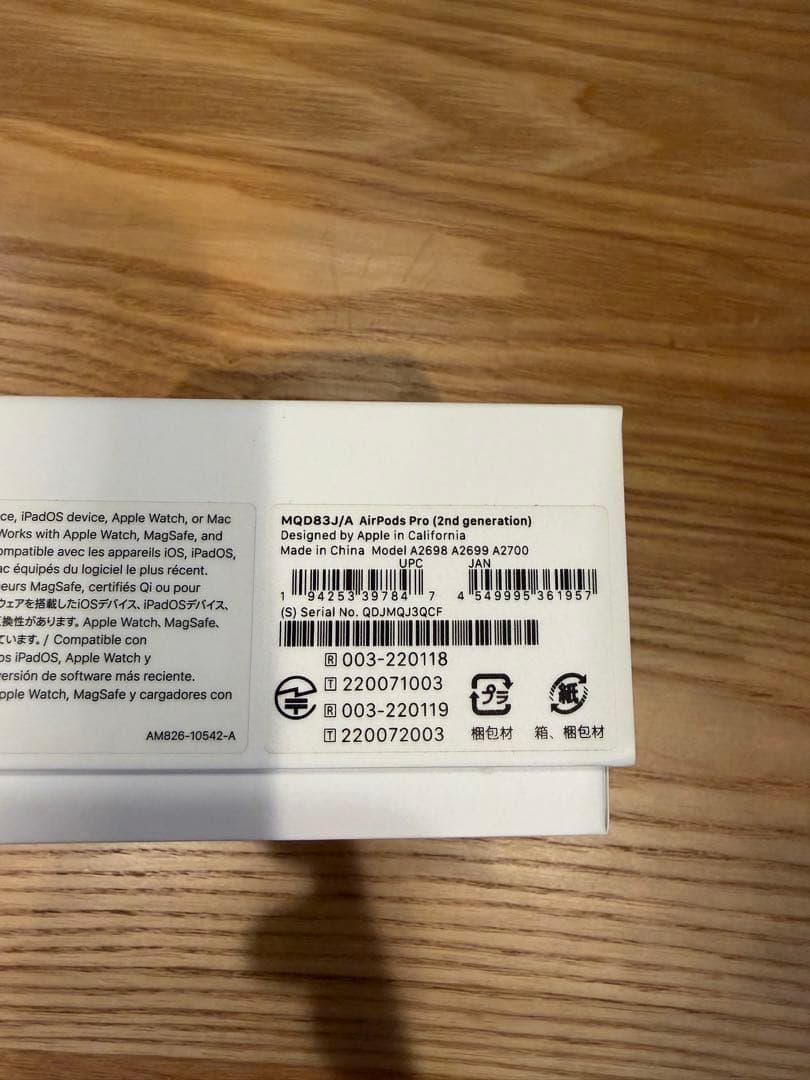 ce, iPadOS device, Apple Watch, or Mac
Works with Apple Watch, MagSafe, and
ompatible avec les appareils iOS, iPadOS,
ac équipés du logiciel le plus récent.
eurs MagSafe, certifiés Qi ou pour
ウェアを搭載したiOSデバイス、iPadOSデバイス、
互換性があります。Apple Watch、MagSafe、
ています。/ Compatible con
os iPadOS, Apple Watch y
versión de software más reciente.
pple Watch, MagSafe y cargadores con
AM826-10542-A
MQD83J/A AirPods Pro (2nd generation)
Designed by Apple in California
Made in China Model A2698 A2699 A2700
UPC JAN
1 94253 39784 7 4 549995 361957
(S) Serial No. QDJMQJ3QCF
R 003-220118
T 220071003
R 003-220119
T 220072003
プラ 紙
梱包材 箱、梱包材